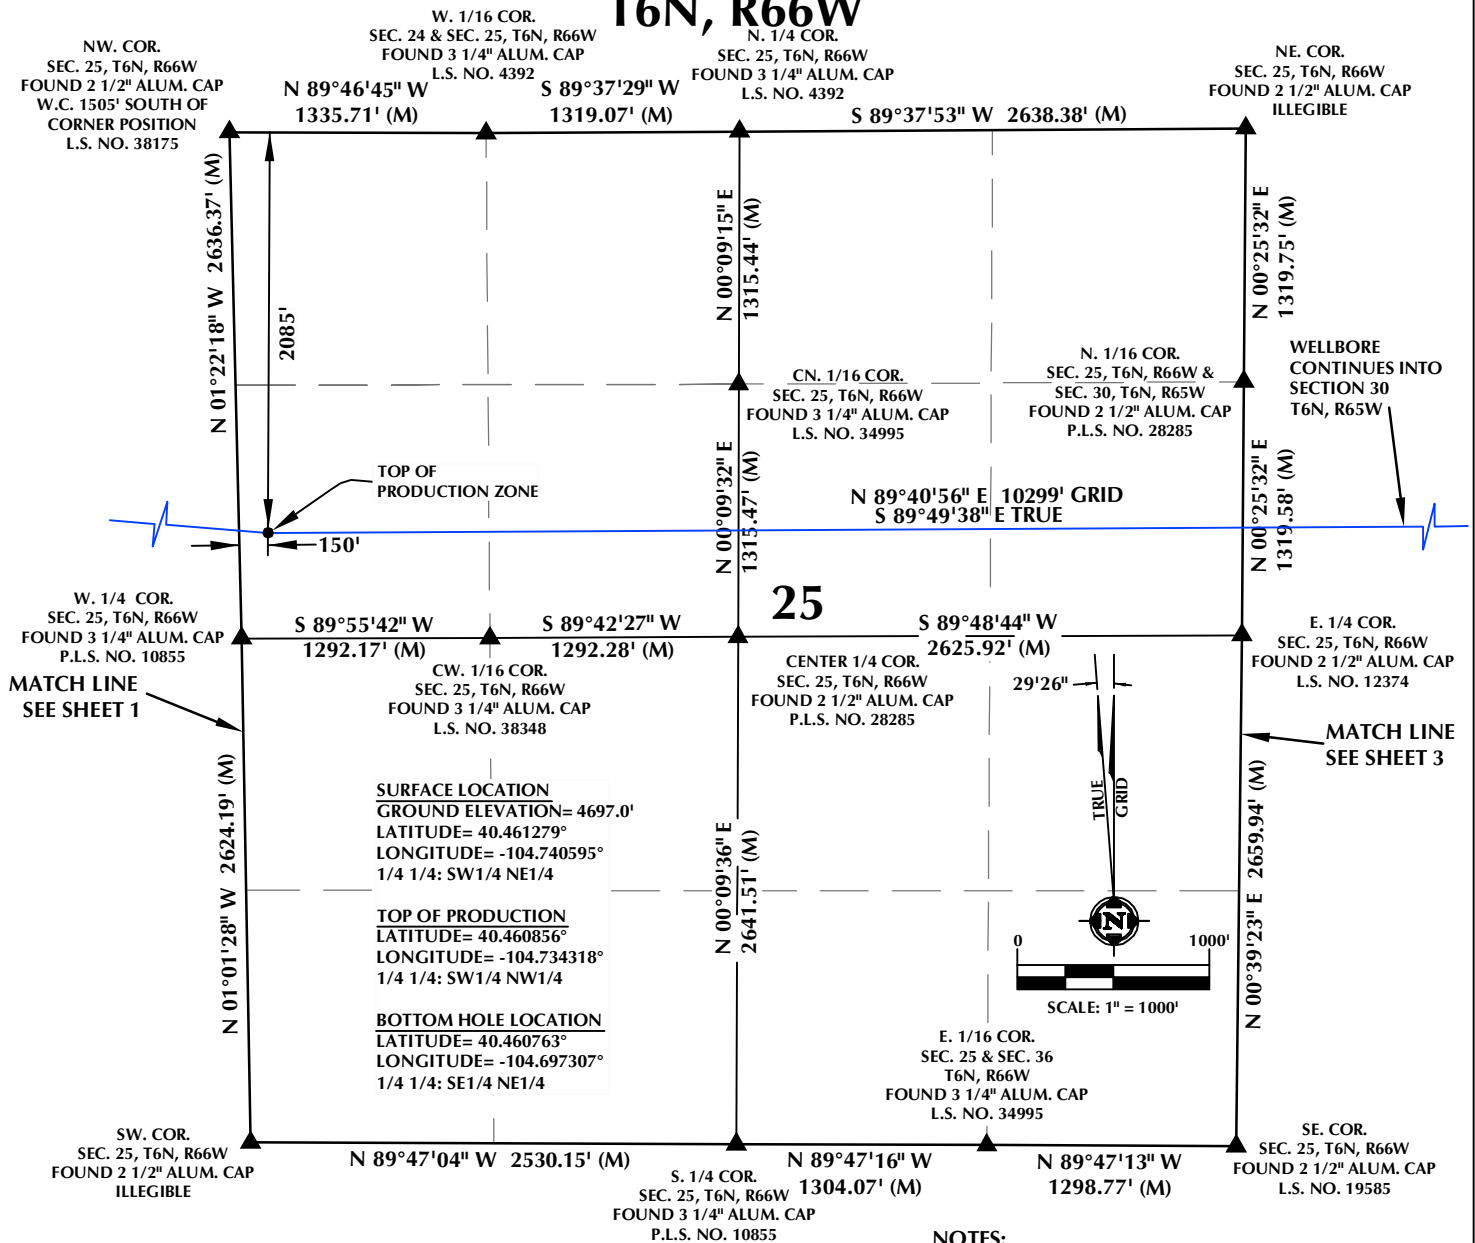 T6N, R66W
NW. COR.
SEC. 25, T6N, R66W
FOUND 2 1/2" ALUM. CAP
W.C. 1505' SOUTH OF
CORNER POSITION
L.S. NO. 38175
W. 1/16 COR.
SEC. 24 & SEC. 25, T6N, R66W
FOUND 3 1/4" ALUM. CAP
L.S. NO. 4392
N. 1/4 COR.
SEC. 25, T6N, R66W
FOUND 3 1/4" ALUM. CAP
L.S. NO. 4392
NE. COR.
SEC. 25, T6N, R66W
FOUND 2 1/2" ALUM. CAP
ILLEGIBLE
N 89°46'45" W
1335.71' (M)
S 89°37'29" W
1319.07' (M)
S 89°37'53" W 2638.38' (M)
N 01°22'18" W 2636.37' (M)
2085'
N 00°09'15" E
1315.44' (M)
N 00°25'32" E
1319.75' (M)
CN. 1/16 COR.
SEC. 25, T6N, R66W
FOUND 3 1/4" ALUM. CAP
L.S. NO. 34995
N. 1/16 COR.
SEC. 25, T6N, R66W &
SEC. 30, T6N, R65W
FOUND 2 1/2" ALUM. CAP
P.L.S. NO. 28285
WELLBORE
CONTINUES INTO
SECTION 30
T6N, R65W
TOP OF
PRODUCTION ZONE
N 00°09'32" E
1315.47' (M)
N 89°40'56" E 10299' GRID
S 89°49'38" E TRUE
N 00°25'32" E
1319.58' (M)
150'
25
W. 1/4 COR.
SEC. 25, T6N, R66W
FOUND 3 1/4" ALUM. CAP
P.L.S. NO. 10855
S 89°55'42" W
1292.17' (M)
S 89°42'27" W
1292.28' (M)
S 89°48'44" W
2625.92' (M)
E. 1/4 COR.
SEC. 25, T6N, R66W
FOUND 2 1/2" ALUM. CAP
L.S. NO. 12374
MATCH LINE
SEE SHEET 1
CW. 1/16 COR.
SEC. 25, T6N, R66W
FOUND 3 1/4" ALUM. CAP
L.S. NO. 38348
CENTER 1/4 COR.
SEC. 25, T6N, R66W
FOUND 2 1/2" ALUM. CAP
P.L.S. NO. 28285
29'26"
MATCH LINE
SEE SHEET 3
TRUE
GRID
N
N 01°01'28" W 2624.19' (M)
SURFACE LOCATION
GROUND ELEVATION= 4697.0'
LATITUDE= 40.461279°
LONGITUDE= -104.740595°
1/4 1/4: SW1/4 NE1/4
TOP OF PRODUCTION
LATITUDE= 40.460856°
LONGITUDE= -104.734318°
1/4 1/4: SW1/4 NW1/4
BOTTOM HOLE LOCATION
LATITUDE= 40.460763°
LONGITUDE= -104.697307°
1/4 1/4: SE1/4 NE1/4
N 00°09'36" E
2641.51' (M)
0 1000'
SCALE: 1" = 1000'
N 00°39'23" E 2659.94' (M)
E. 1/16 COR.
SEC. 25 & SEC. 36
T6N, R66W
FOUND 3 1/4" ALUM. CAP
L.S. NO. 34995
SW. COR.
SEC. 25, T6N, R66W
FOUND 2 1/2" ALUM. CAP
ILLEGIBLE
N 89°47'04" W 2530.15' (M)
S. 1/4 COR.
SEC. 25, T6N, R66W
FOUND 3 1/4" ALUM. CAP
P.L.S. NO. 10855
N 89°47'16" W
1304.07' (M)
N 89°47'13" W
1298.77' (M)
SE. COR.
SEC. 25, T6N, R66W
FOUND 2 1/2" ALUM. CAP
L.S. NO. 19585
NOTES: